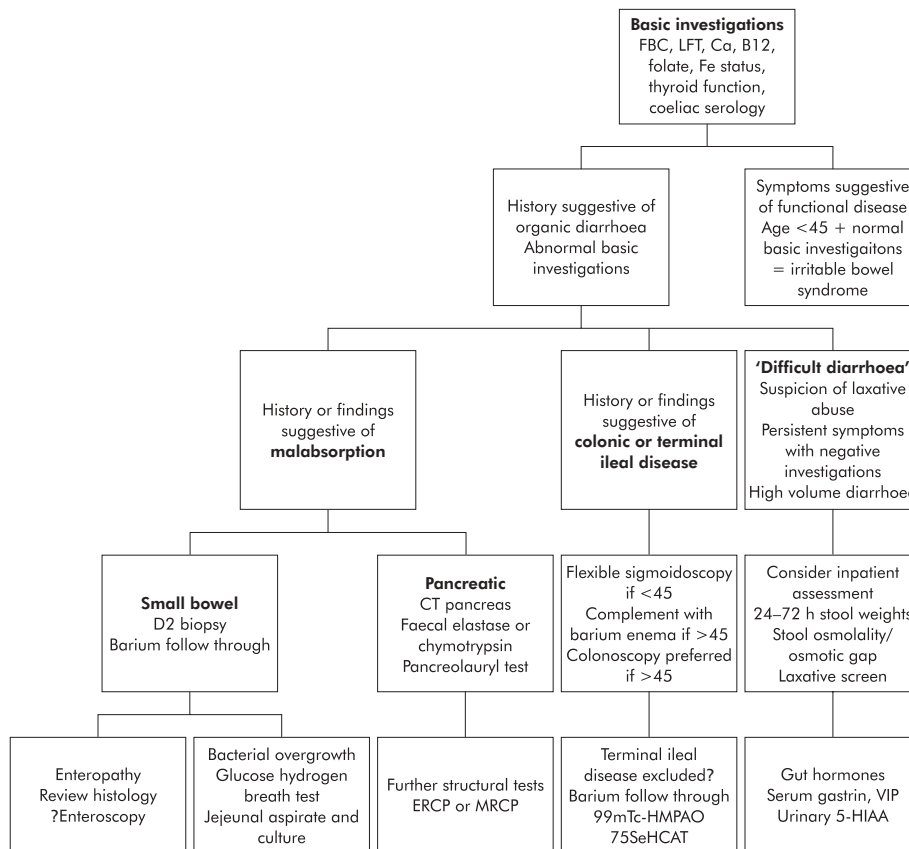 Basic investigations
FBC, LFT, Ca, B12,
folate, Fe status,
thyroid function,
coeliac serology
History suggestive of
organic diarrhoea
Abnormal basic
investigations
Symptoms suggestive
of functional disease
Age <45 + normal
basic investigaitons
= irritable bowel
syndrome
History or findings
suggestive of
malabsorption
History or findings
suggestive of
colonic or terminal
ileal disease
‘Difficult diarrhoea’
Suspicion of laxative
abuse
Persistent symptoms
with negative
investigations
High volume diarrhoea
Small bowel
D2 biopsy
Barium follow through
Pancreatic
CT pancreas
Faecal elastase or
chymotrypsin
Pancreolauryl test
Flexible sigmoidoscopy
if <45
Complement with
barium enema if >45
Colonoscopy preferred
if >45
Consider inpatient
assessment
24–72 h stool weights
Stool osmolality/
osmotic gap
Laxative screen
Enteropathy
Review histology
?Enteroscopy
Bacterial overgrowth
Glucose hydrogen
breath test
Jejeunal aspirate and
culture
Further structural tests
ERCP or MRCP
Terminal ileal
disease excluded?
Barium follow through
99mTc-HMPAO
75SeHCAT
Gut hormones
Serum gastrin, VIP
Urinary 5-HIAA